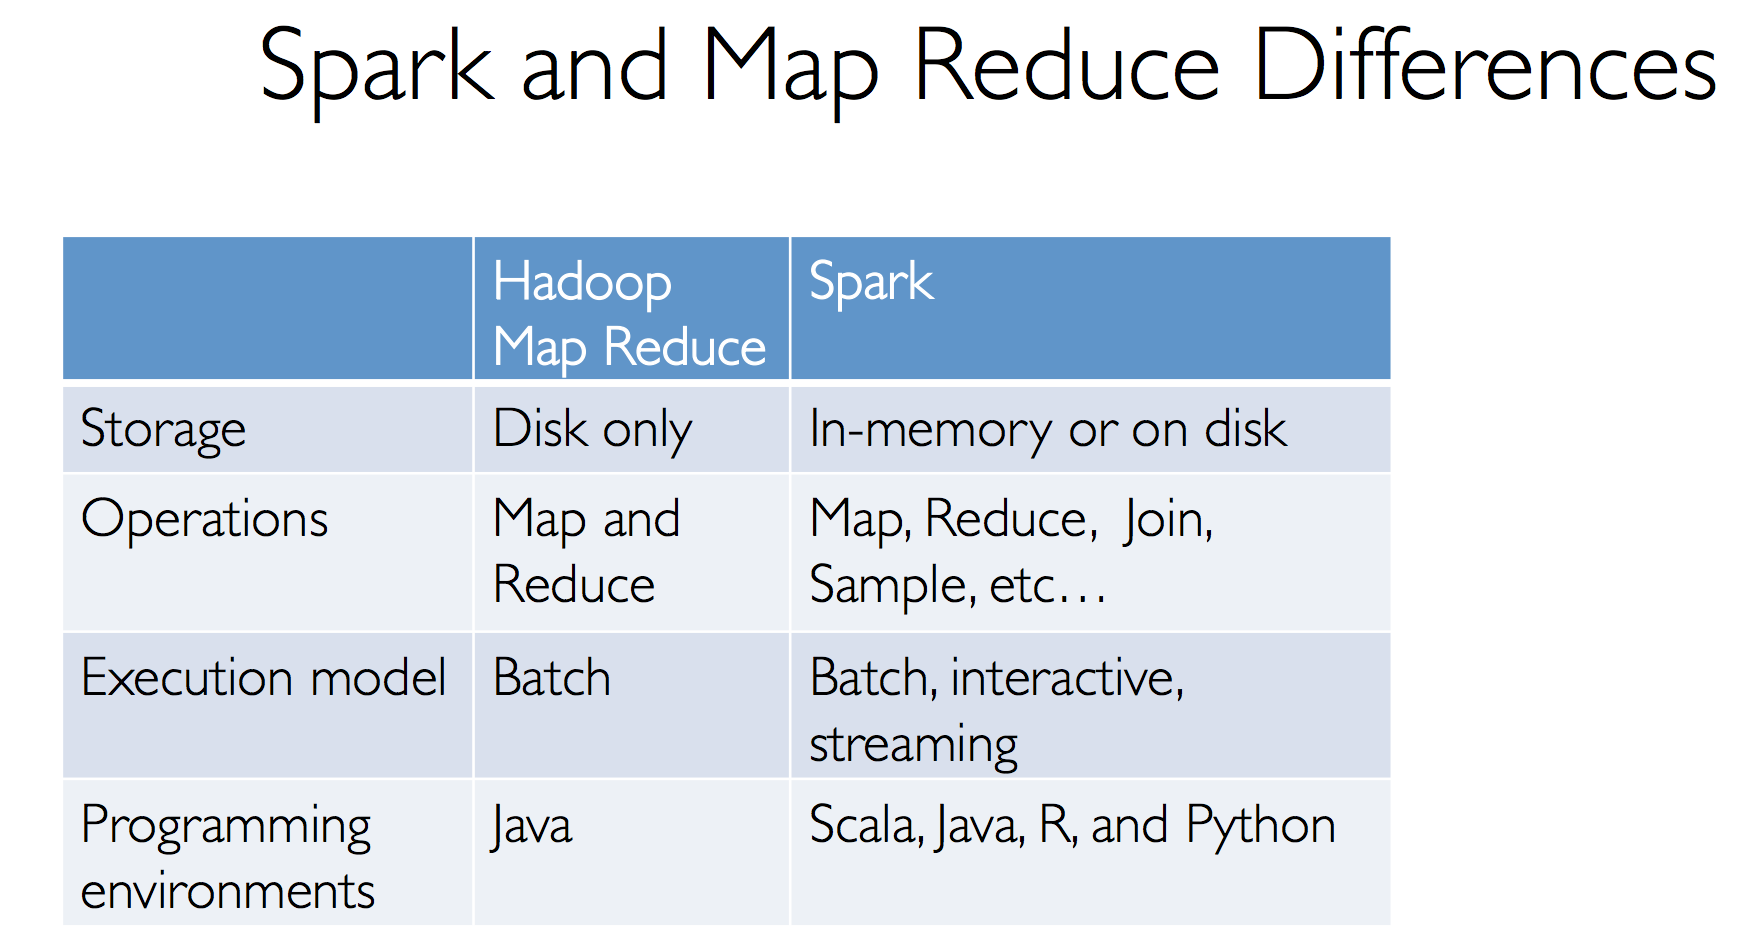 Spark and Map Reduce Differences
Hadoop
Map Reduce
Spark
Storage
Disk only
In-memory or on disk
Operations
Map and
Reduce
Map, Reduce, Join,
Sample, etc…
Execution model
Batch
Batch, interactive,
streaming
Programming
environments
Java
Scala, Java, R, and Python